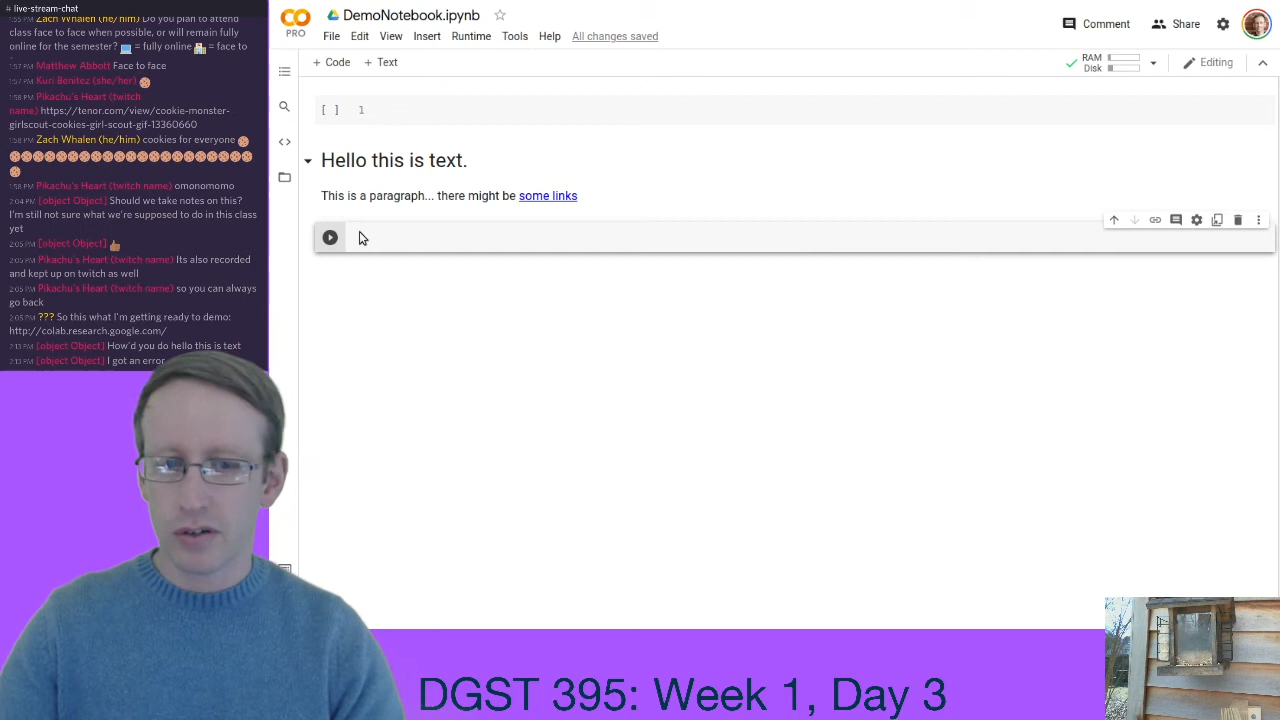 # live-stream-chat
1:55 PM Zach Whalen (he/him) Do you plan to attend
class face to face when possible, or will remain fully
online for the semester? = fully online = face to
1:57 PM Matthew Abbott Face to face
1:57 PM Kuri Benitez (she/her)
1:58 PM Pikachu's Heart (twitch
name) https://tenor.com/view/cookie-monster-
girlscout-cookies-girl-scout-gif-13360660
1:58 PM Zach Whalen (he/him) cookies for everyone
1:58 PM Pikachu's Heart (twitch name) omonomomo
2:04 PM [object Object] Should we take notes on this?
I'm still not sure what we're supposed to do in this class
yet
2:05 PM [object Object]
2:05 PM Pikachu's Heart (twitch name) Its also recorded
and kept up on twitch as well
2:05 PM Pikachu's Heart (twitch name) so you can always
go back
2:05 PM ??? So this what I'm getting ready to demo:
http://colab.research.google.com/
2:13 PM [object Object] How'd you do hello this is text
2:13 PM [object Object] I got an error
PRO
DemoNotebook.ipynb
File Edit View Insert Runtime Tools Help All changes saved
Comment Share
+ Code + Text
RAM
Disk
Editing
[ ] 1
Hello this is text.
This is a paragraph... there might be some links
DGST 395: Week 1, Day 3